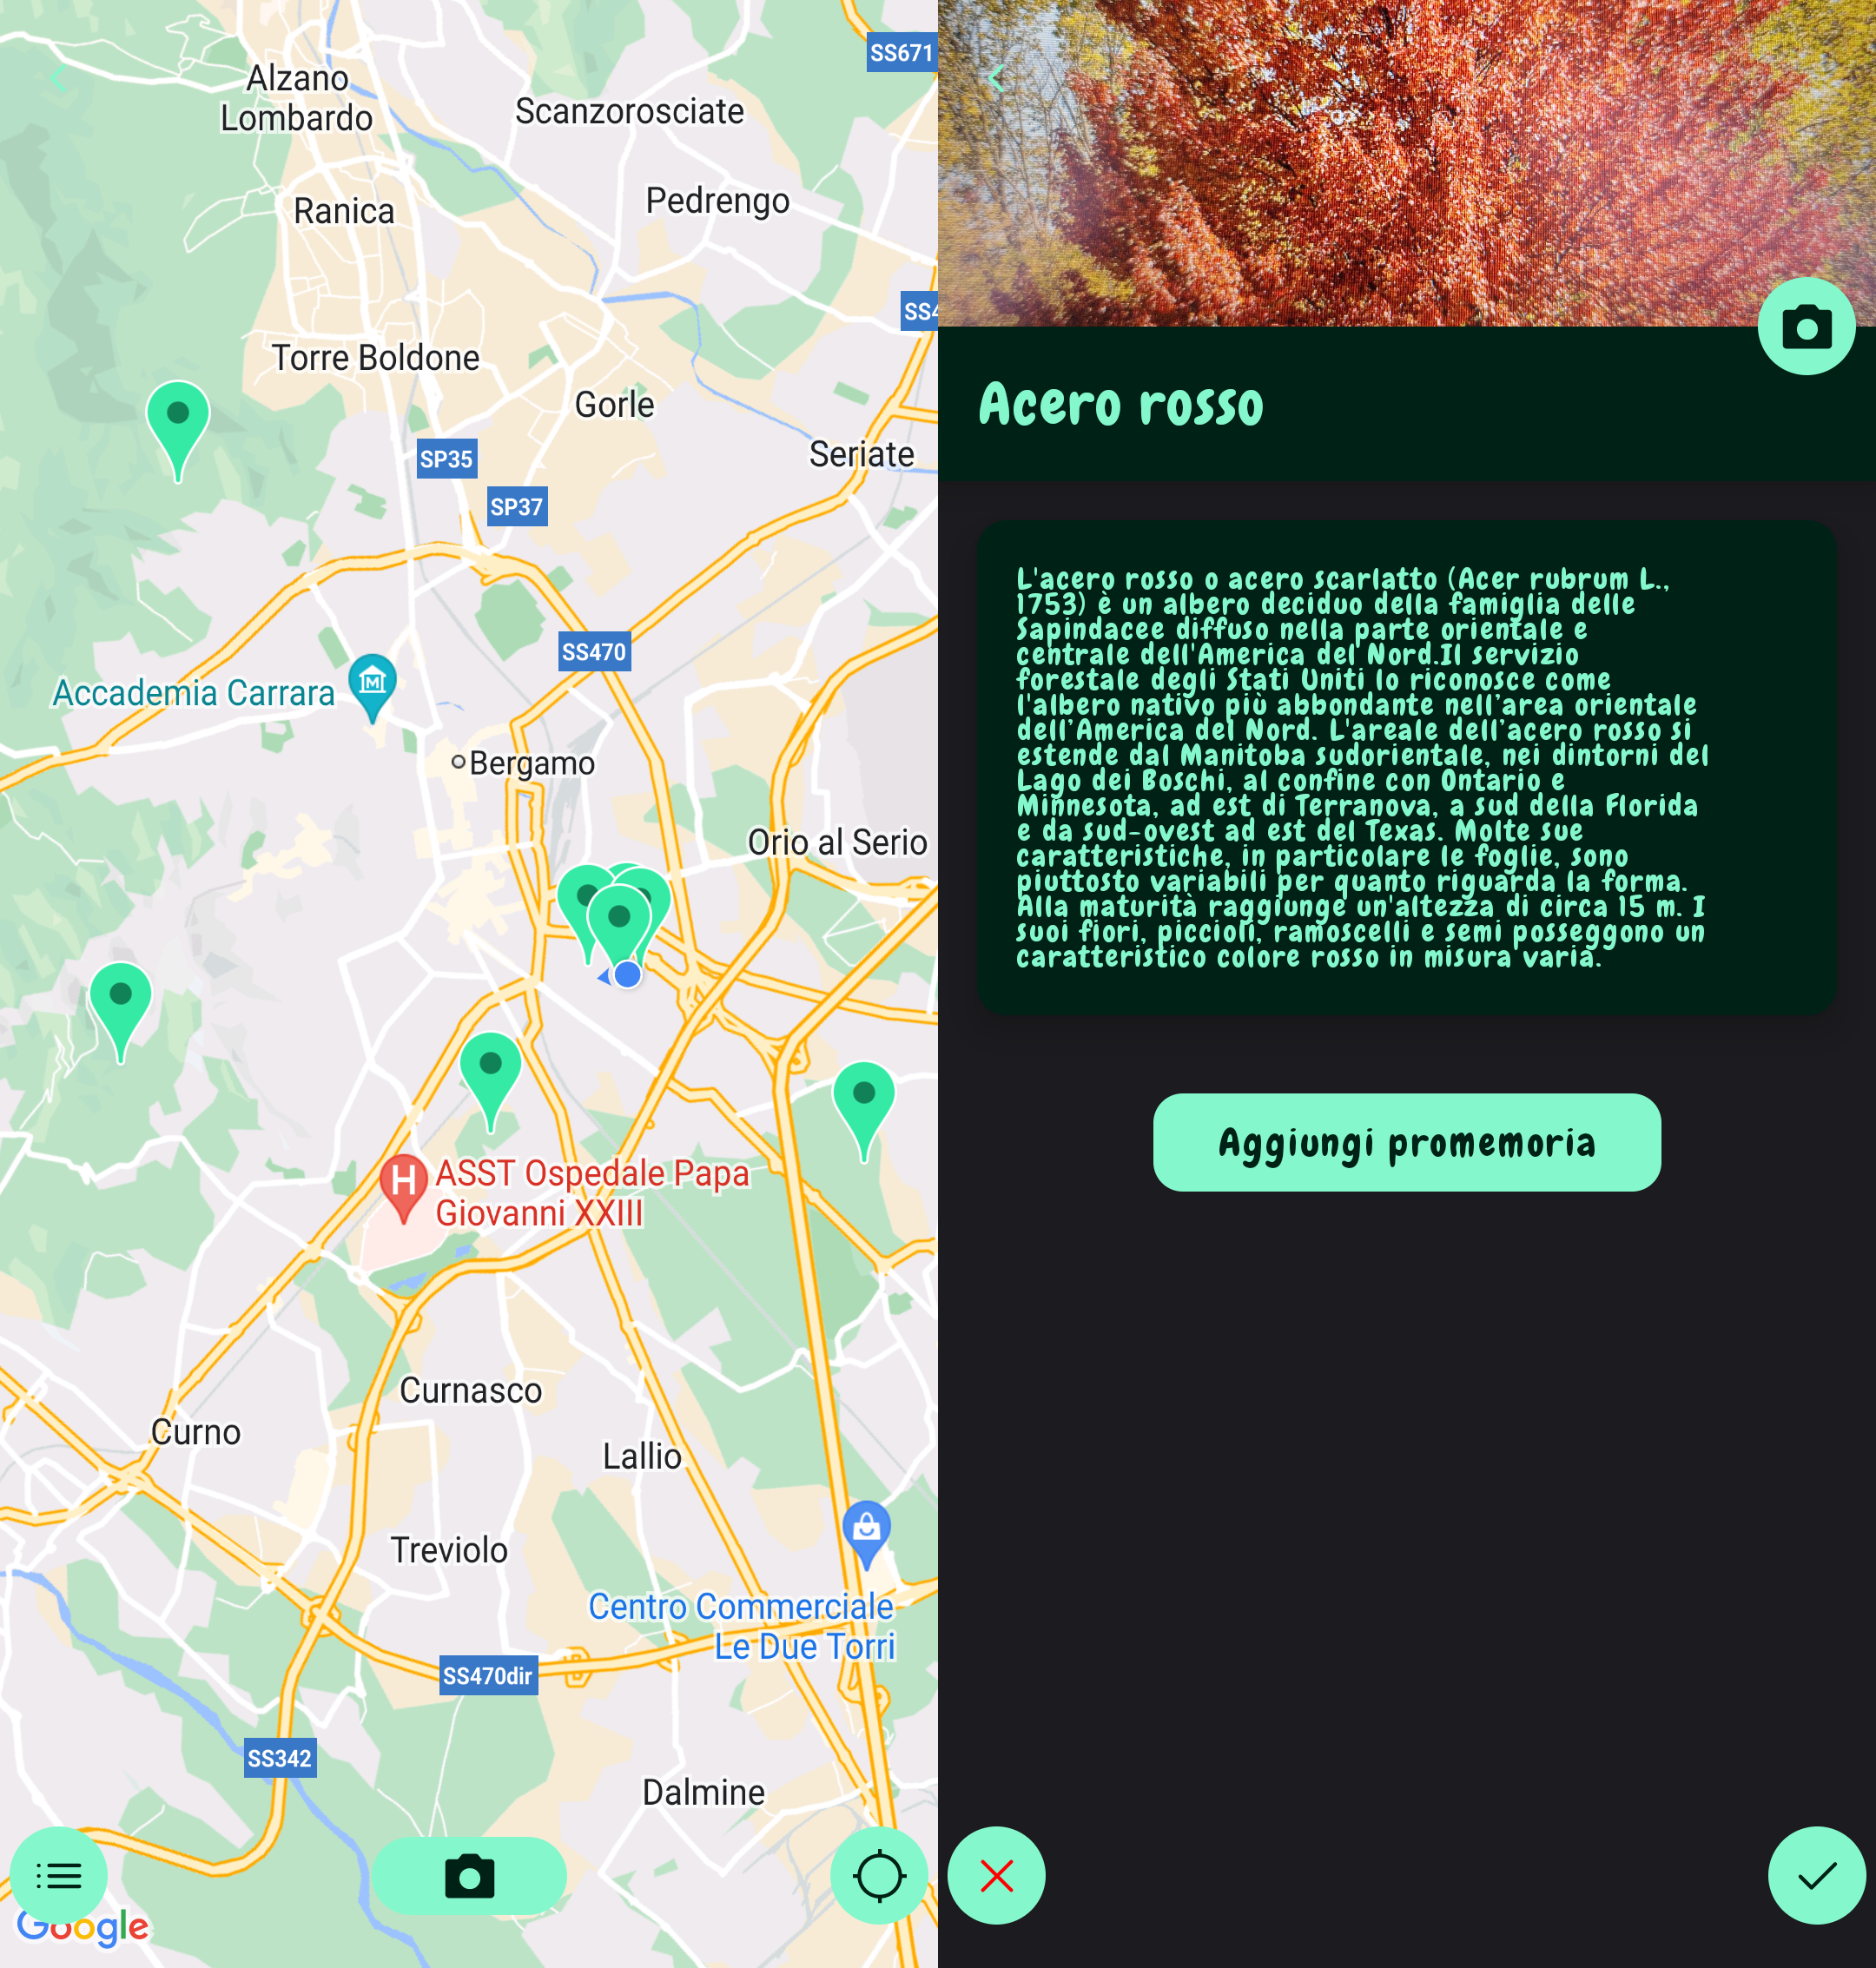 SS671
Alzano
Lombardo
Scanzorosciate
Pedrengo
Ranica
SS4
Torre Boldone
Gorle
Seriate
SP35
SP37
SS470
Accademia Carrara
Bergamo
Orio al Serio
H
ASST Ospedale Papa
Giovanni XXIII
Curnasco
Curno
Lallio
Treviolo
Centro Commerciale
Le Due Torri
SS470dir
SS342
Dalmine
Google
Acero rosso
L'acero rosso o acero scarlatto (Acer rubrum L.,
1753) è un albero deciduo della famiglia delle
Sapindacee diffuso nella parte orientale e
centrale dell'America del Nord.Il servizio
forestale degli Stati Uniti lo riconosce come
l'albero nativo più abbondante nell’area orientale
dell’America del Nord. L'areale dell’acero rosso si
estende dal Manitoba sudorientale, nei dintorni del
Lago dei Boschi, al confine con Ontario e
Minnesota, ad est di Terranova, a sud della Florida
e da sud-ovest ad est del Texas. Molte sue
caratteristiche, in particolare le foglie, sono
piuttosto variabili per quanto riguarda la forma.
Alla maturità raggiunge un'altezza di circa 15 m. I
suoi fiori, piccioli, ramoscelli e semi posseggono un
caratteristico colore rosso in misura varia.
Aggiungi promemoria